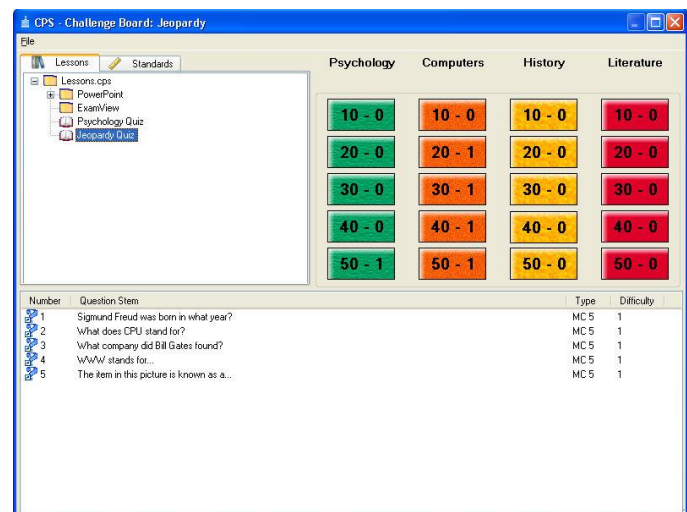 CPS - Challenge Board: Jeopardy
File
Lessons Standards
Lessons.cps
PowerPoint
ExamView
Psychology Quiz
Jeopardy Quiz
Psychology Computers History Literature
10 - 0 10 - 0 10 - 0 10 - 0
20 - 0 20 - 1 20 - 0 20 - 0
30 - 0 30 - 1 30 - 0 30 - 0
40 - 0 40 - 1 40 - 0 40 - 0
50 - 1 50 - 1 50 - 0 50 - 0
Number Question Stem Type Difficulty
1 Sigmund Freud was born in what year? MC 5 1
2 What does CPU stand for? MC 5 1
3 What company did Bill Gates found? MC 5 1
4 WWW stands for... MC 5 1
5 The item in this picture is known as a... MC 5 1